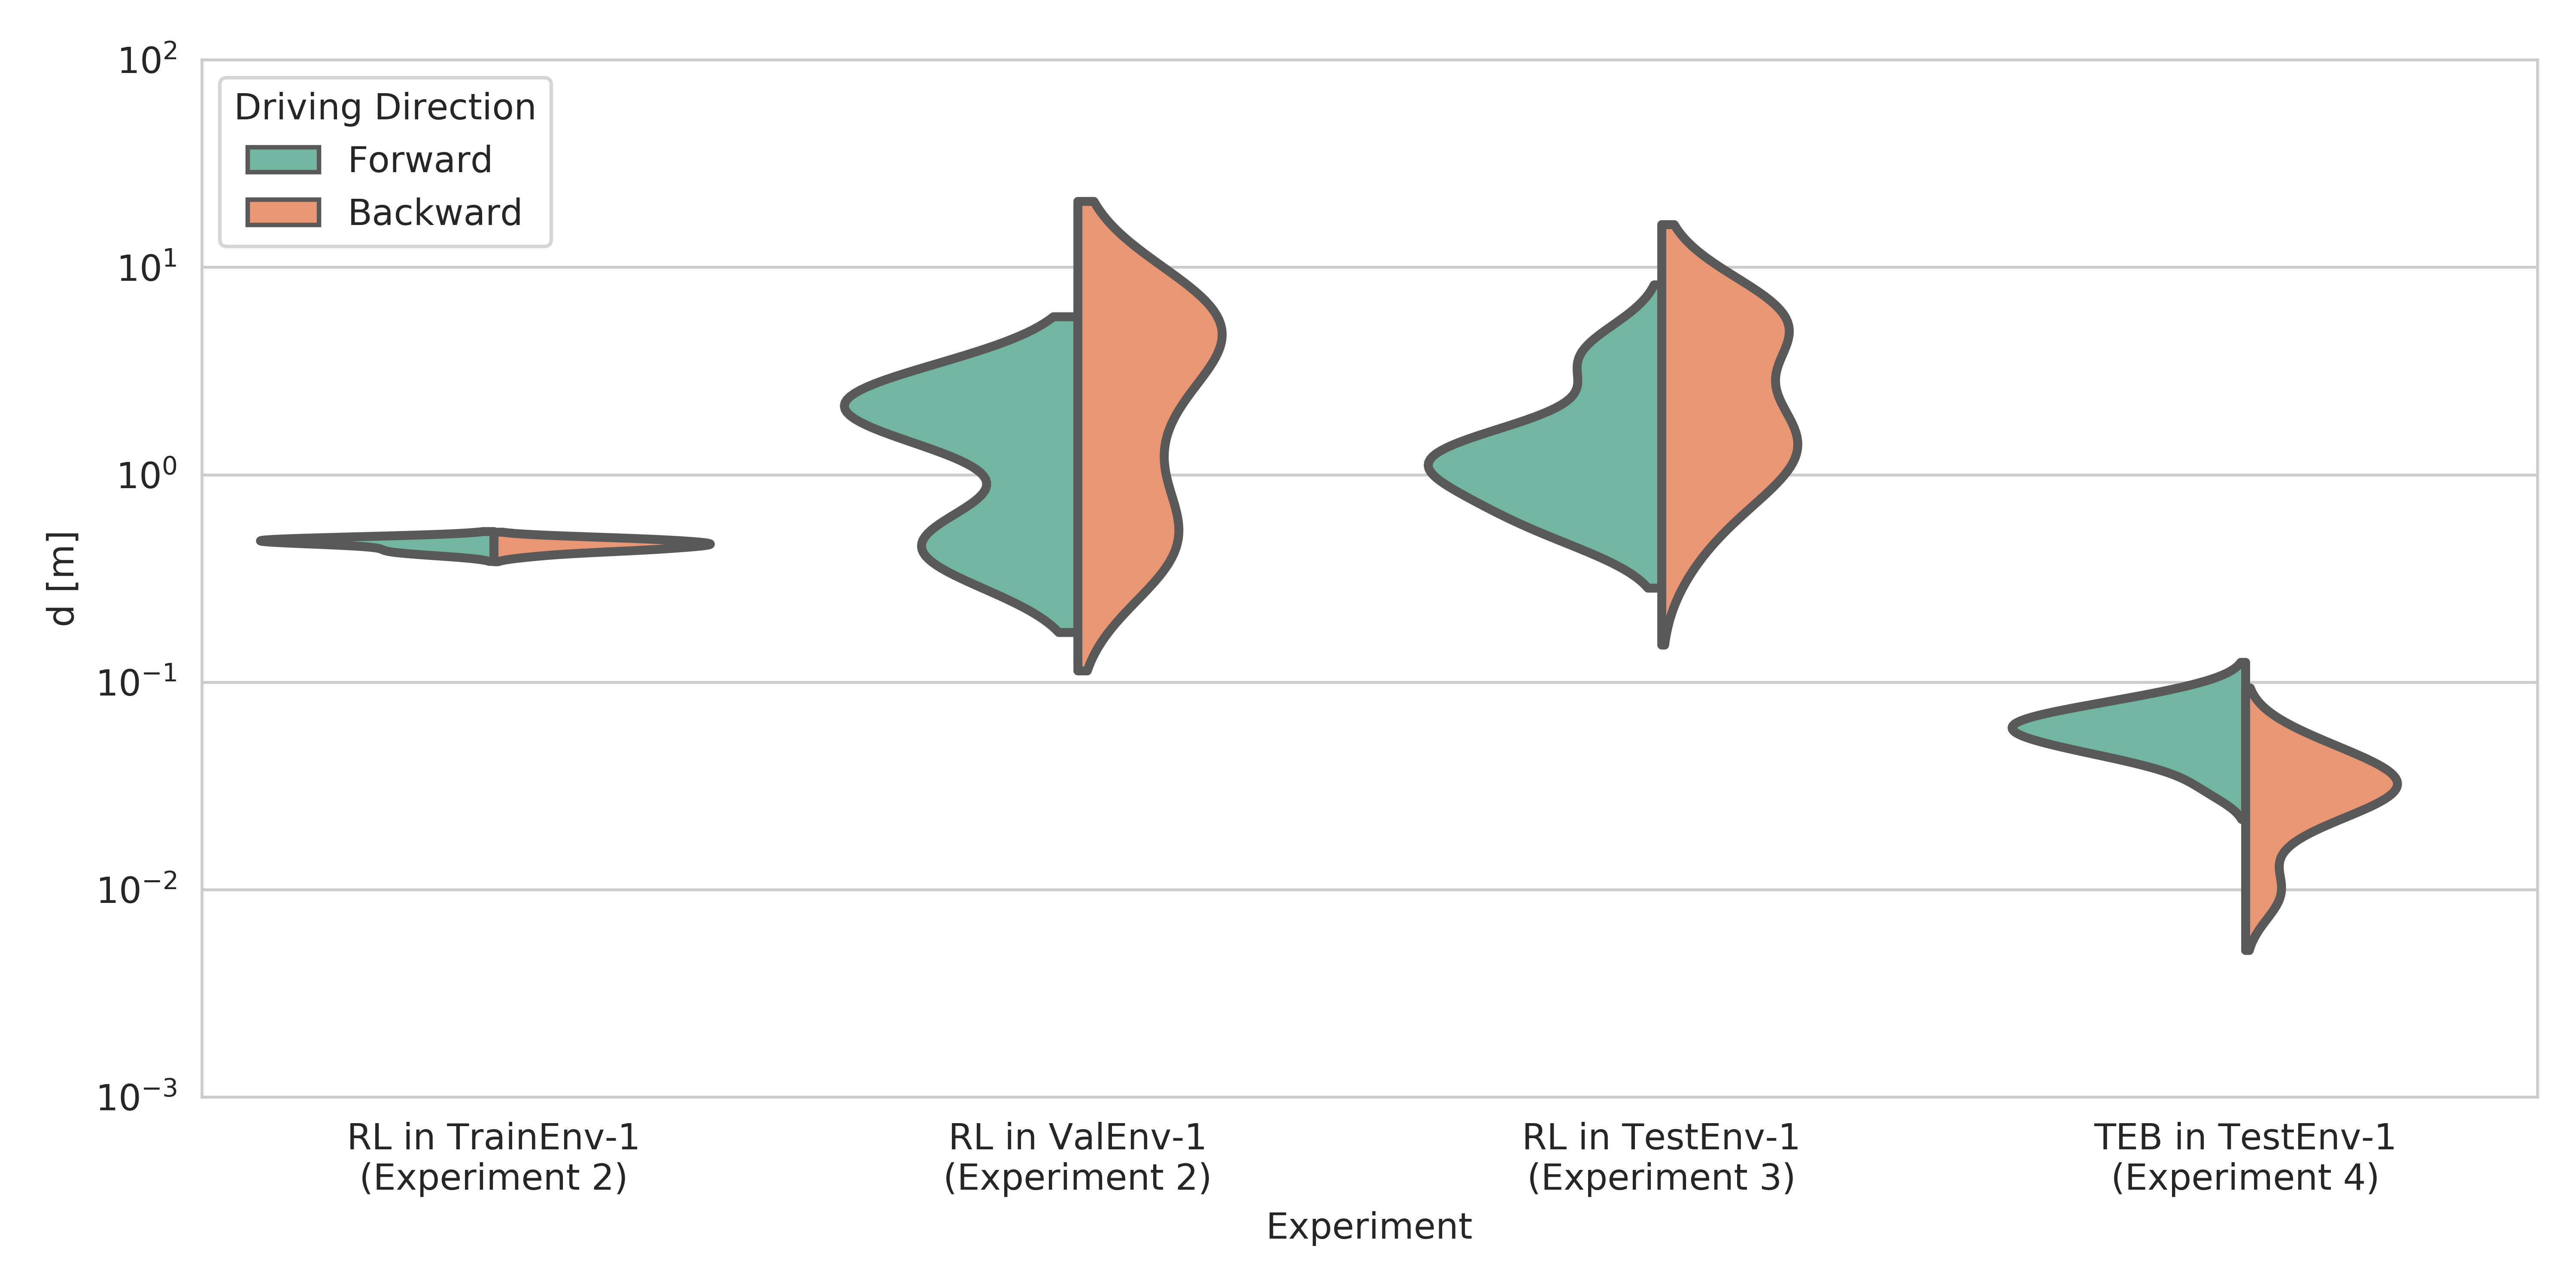 10²
10¹
10⁰
10⁻¹
10⁻²
10⁻³
d [m]
Driving Direction
Forward
Backward
RL in TrainEnv-1
(Experiment 2)
RL in ValEnv-1
(Experiment 2)
RL in TestEnv-1
(Experiment 3)
TEB in TestEnv-1
(Experiment 4)
Experiment